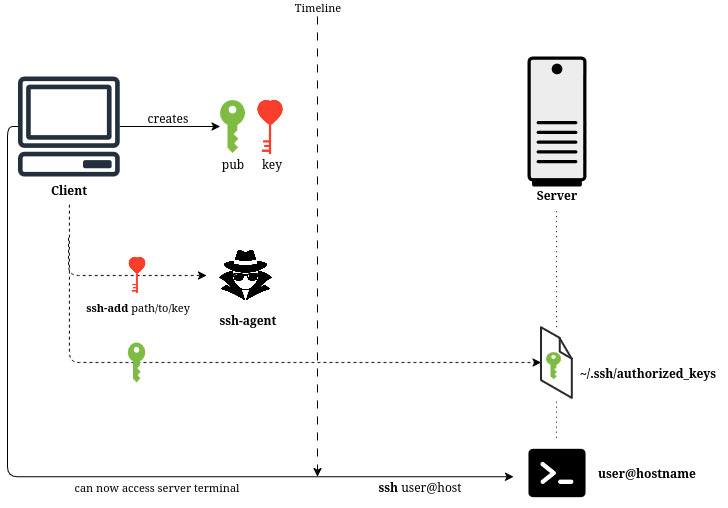 Timeline
creates
pub
key
Client
Server
ssh-add path/to/key
ssh-agent
~/.ssh/authorized_keys
can now access server terminal
ssh user@host
user@hostname